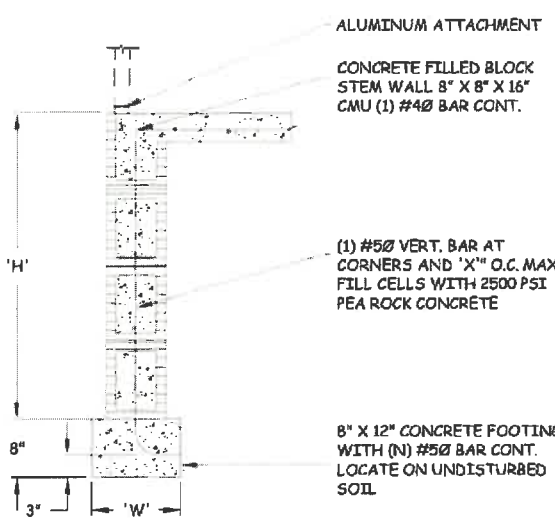 ALUMINUM ATTACHMENT
CONCRETE FILLED BLOCK
STEM WALL 8" X 8" X 16"
CMU (1) #4Ø BAR CONT.
'H'
(1) #5Ø VERT. BAR AT
CORNERS AND 'X'" O.C. MAX
FILL CELLS WITH 2500 PSI
PEA ROCK CONCRETE
8"
8" X 12" CONCRETE FOOTING
WITH (N) #5Ø BAR CONT.
LOCATE ON UNDISTURBED
SOIL
3"
'W'